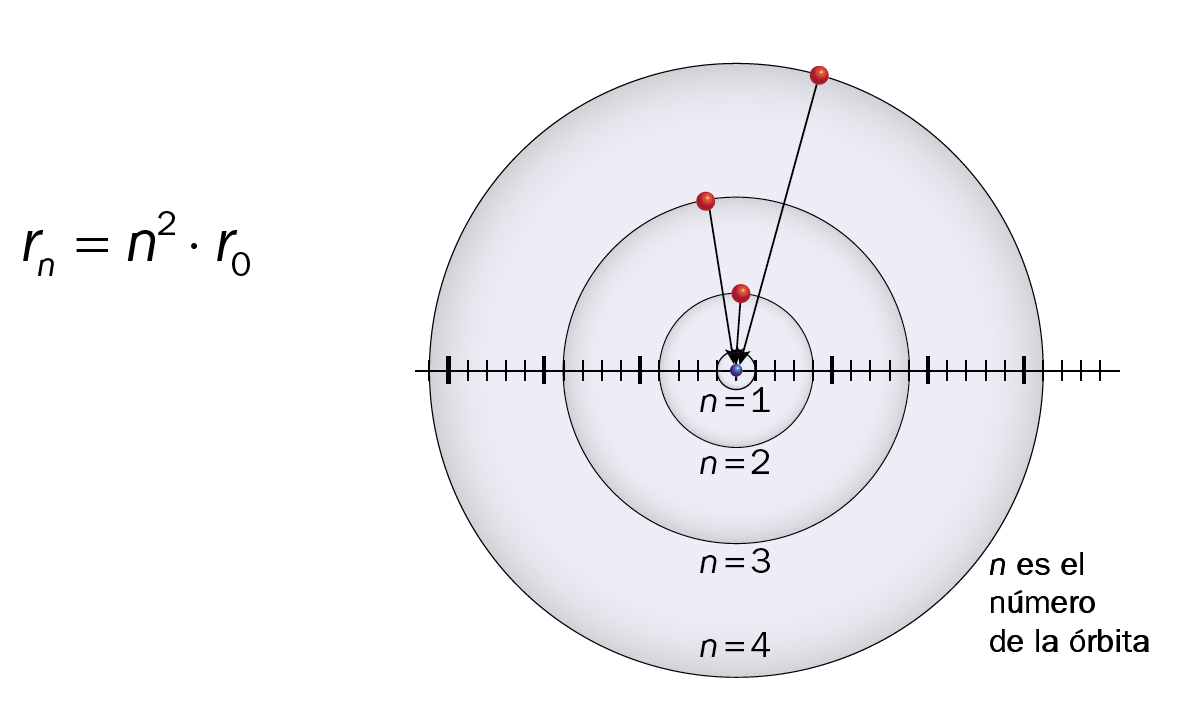 rₙ = n² · r₀
n = 1
n = 2
n = 3
n = 4
n es el
número
de la órbita